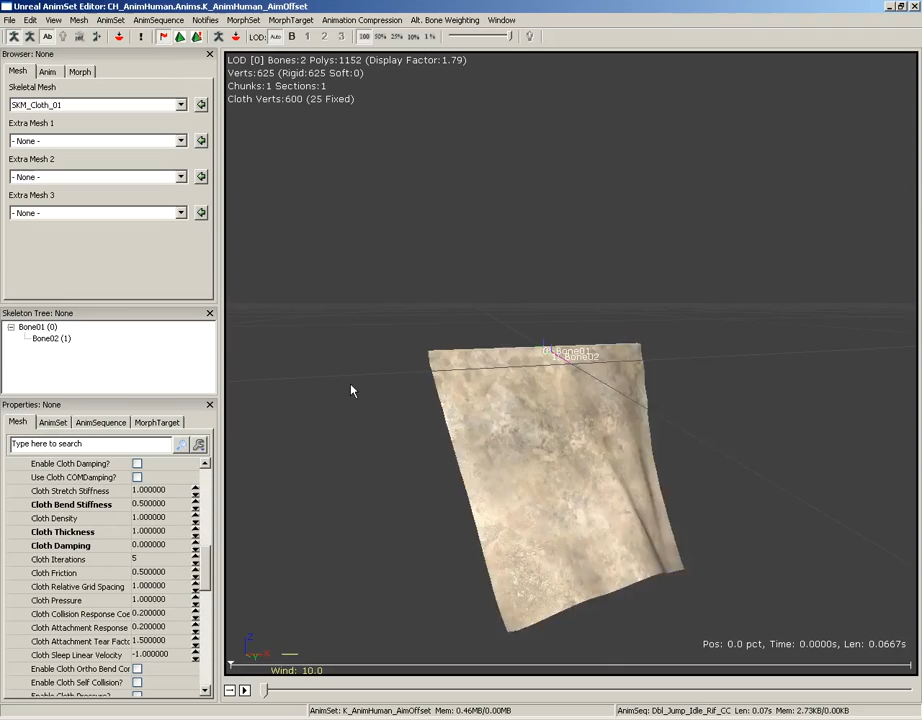 Unreal AnimSet Editor: CH_AnimHuman.Anims.K_AnimHuman_AimOffset
File Edit View Mesh AnimSet AnimSequence Notifies MorphSet MorphTarget Animation Compression Alt. Bone Weighting Window
Ab LOD: Auto B 1 2 3 100 50% 25% 10% 1%
Browser: None
Mesh Anim Morph
Skeletal Mesh
SKM_Cloth_01
Extra Mesh 1
- None -
Extra Mesh 2
- None -
Extra Mesh 3
- None -
Skeleton Tree: None
Bone01 (0)
Bone02 (1)
Properties: None
Mesh AnimSet AnimSequence MorphTarget
Type here to search
Enable Cloth Damping?
Use Cloth COMDamping?
Cloth Stretch Stiffness 1.000000
Cloth Bend Stiffness 0.500000
Cloth Density 1.000000
Cloth Thickness 1.000000
Cloth Damping 0.000000
Cloth Iterations 5
Cloth Friction 0.500000
Cloth Relative Grid Spacing 1.000000
Cloth Pressure 1.000000
Cloth Collision Response Coe 0.200000
Cloth Attachment Response 0.200000
Cloth Attachment Tear Facto 1.500000
Cloth Sleep Linear Velocity -1.000000
Enable Cloth Ortho Bend Co
Enable Cloth Self Collision?
Enable Cloth Pressure?
LOD [0] Bones:2 Polys:1152 (Display Factor:1.79)
Verts:625 (Rigid:625 Soft:0)
Chunks:1 Sections:1
Cloth Verts:600 (25 Fixed)
Bone01
Bone02
Z
X
Y
Pos: 0.0 pct, Time: 0.0000s, Len: 0.0667s
Wind: 10.0
AnimSet: K_AnimHuman_AimOffset Mem: 0.46MB/0.00MB
AnimSeq: Dbl_Jump_Idle_Rif_CC Len: 0.07s Mem: 2.73KB/0.00KB